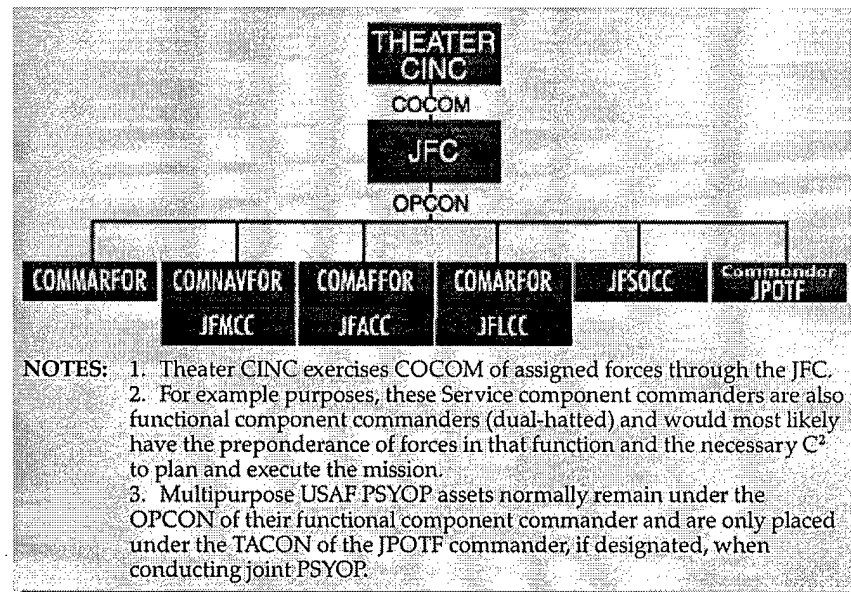 THEATER
CINC
COCOM
JFC
OPCON
COMMARFOR COMNAVFOR COMAFFOR COMARFOR JFSOCC Commander
JPOTF
JFMCC JFACC JFLCC
NOTES: 1. Theater CINC exercises COCOM of assigned forces through the JFC.
2. For example purposes, these Service component commanders are also
functional component commanders (dual-hatted) and would most likely
have the preponderance of forces in that function and the necessary C²
to plan and execute the mission.
3. Multipurpose USAF PSYOP assets normally remain under the
OPCON of their functional component commander and are only placed
under the TACON of the JPOTF commander, if designated, when
conducting joint PSYOP.